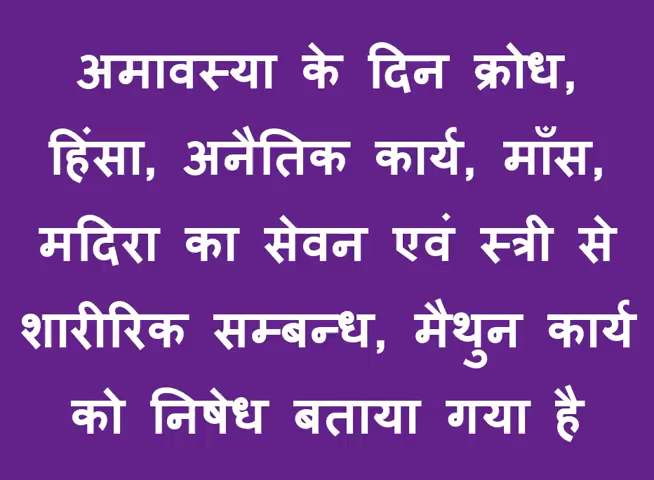 अमावस्या के दिन क्रोध,
हिंसा, अनैतिक कार्य, माँस,
मदिरा का सेवन एवं स्त्री से
शारीरिक सम्बन्ध, मैथुन कार्य
को निषेध बताया गया है